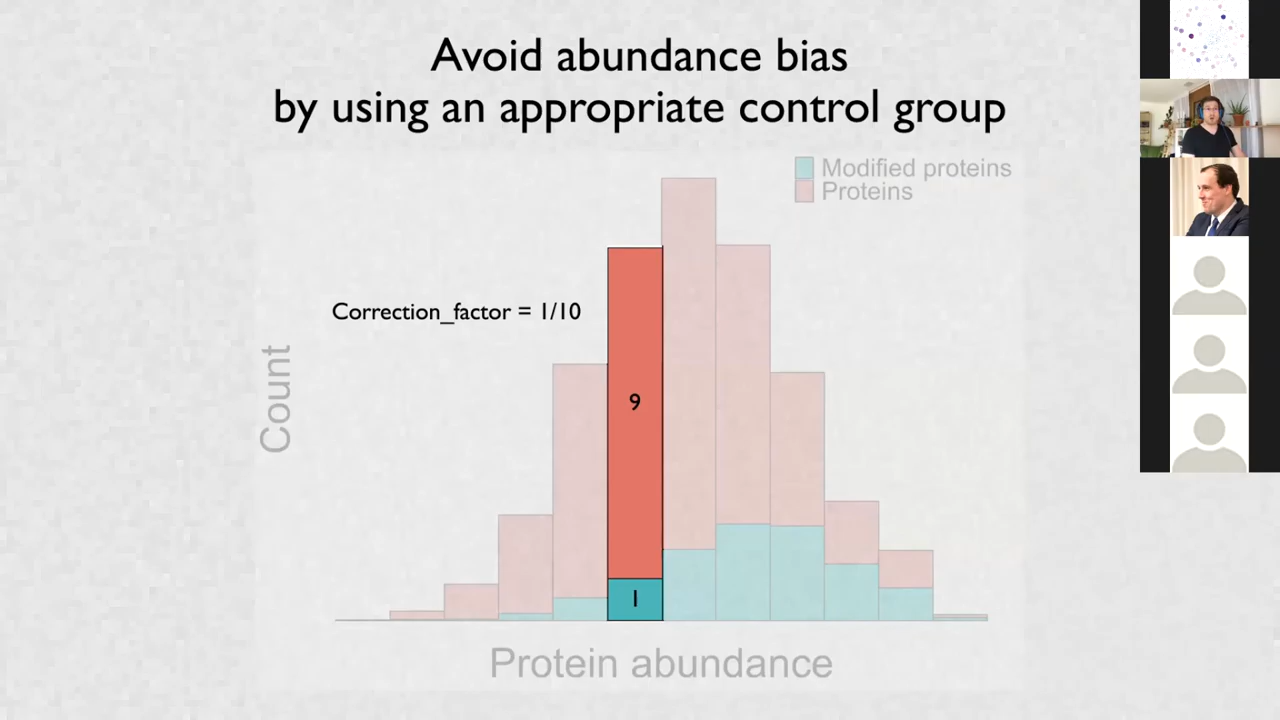 Avoid abundance bias
by using an appropriate control group
Modified proteins
Proteins
Correction_factor = 1/10
Count
9
1
Protein abundance